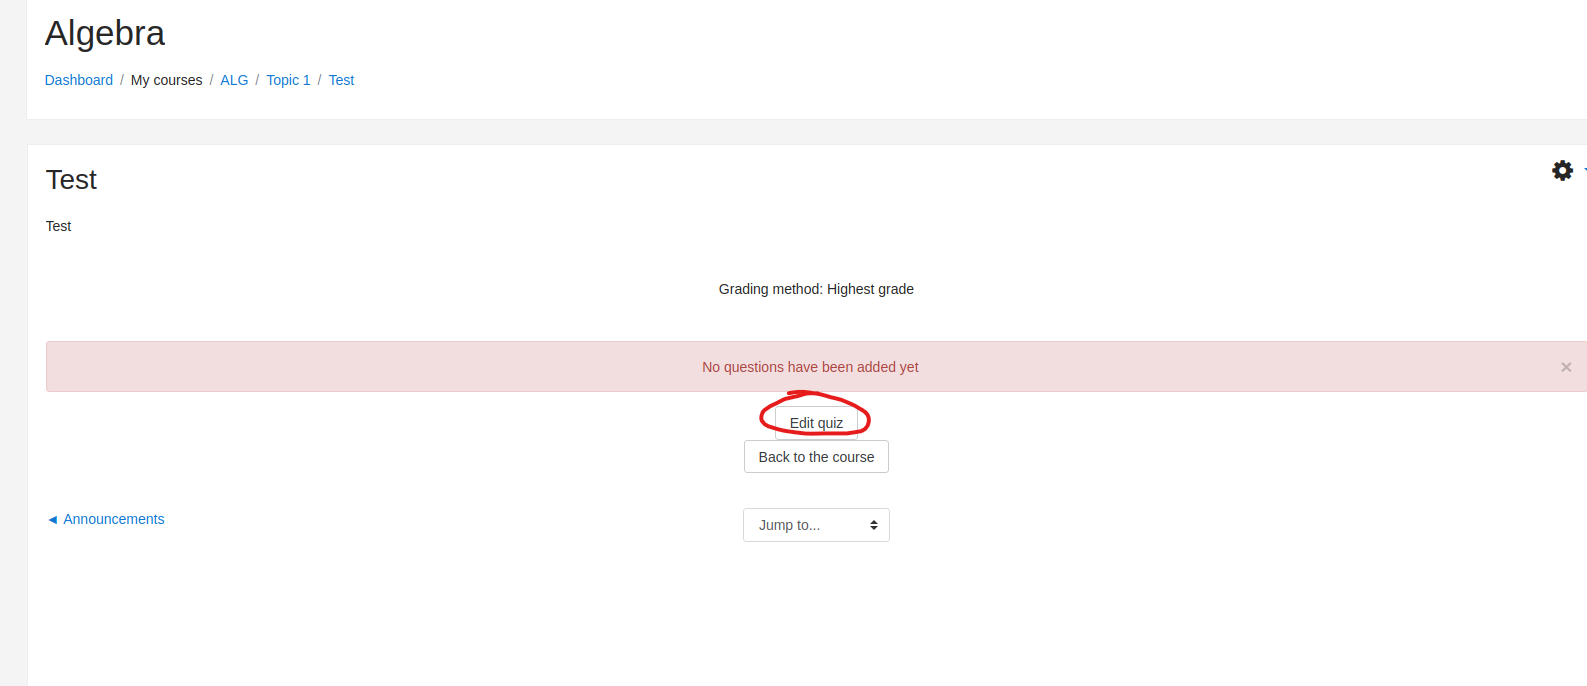 Algebra
Dashboard / My courses / ALG / Topic 1 / Test
Test
Test
Grading method: Highest grade
No questions have been added yet ×
Edit quiz
Back to the course
◄ Announcements
Jump to...